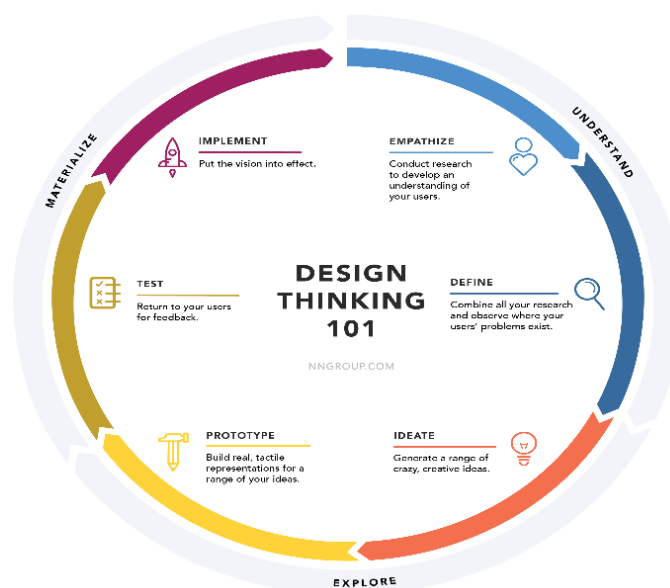 DESIGN
THINKING
101
NNGROUP.COM
UNDERSTAND
EMPATHIZE
Conduct research
to develop an
understanding of
your users.
DEFINE
Combine all your research
and observe where your
users' problems exist.
EXPLORE
IDEATE
Generate a range of
crazy, creative ideas.
PROTOTYPE
Build real, tactile
representations for a
range of your ideas.
MATERIALIZE
TEST
Return to your users
for feedback.
IMPLEMENT
Put the vision into effect.